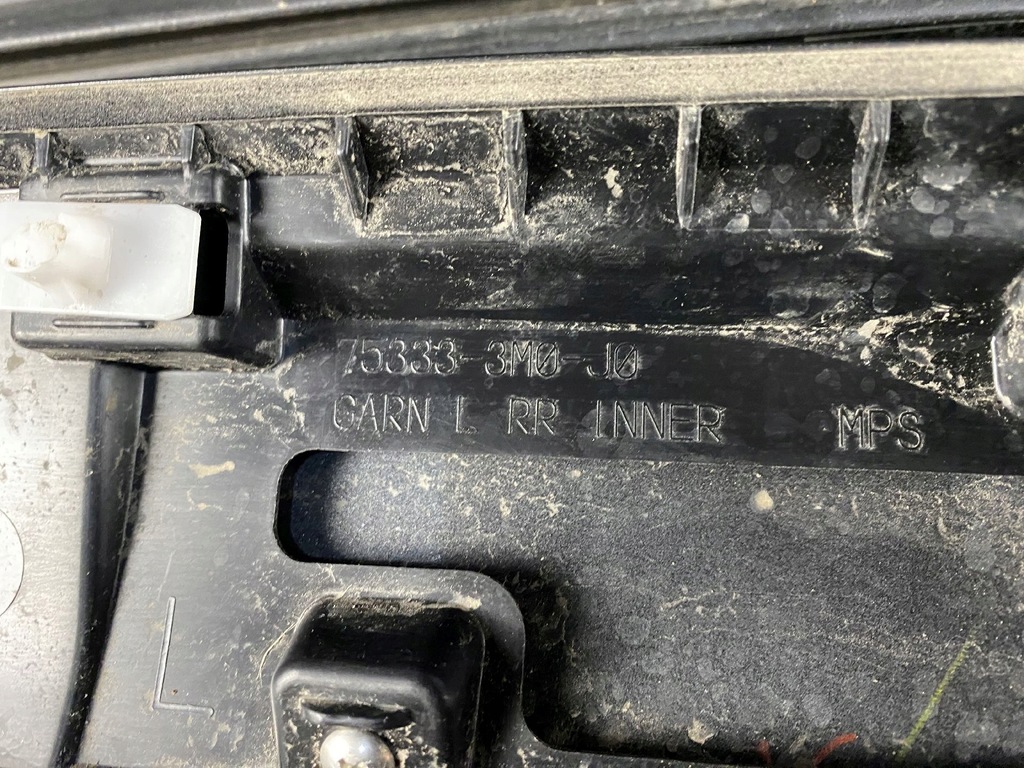 75333-3M0-J0
GARN L RR INNER MPS
L